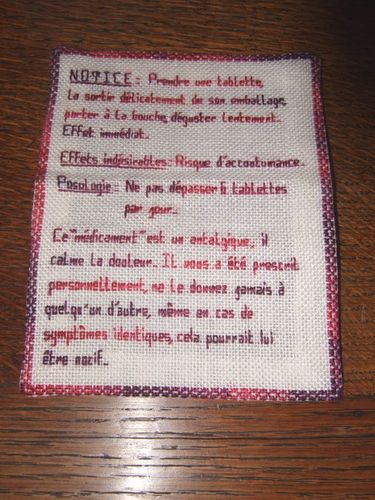 NOTICE : Prendre une tablette,
la sortir délicatement de son emballage,
porter à la bouche, déguster lentement.
Effet immédiat.
Effets indésirables : Risque d'accoutumance.
Posologie : Ne pas dépasser 6 tablettes
par jour..
Ce "médicament" est un antalgique, il
calme la douleur.. Il vous a été prescrit
personnellement, ne le donnez jamais à
quelqu'un d'autre, même en cas de
symptômes identiques, cela pourrait lui
être nocif..